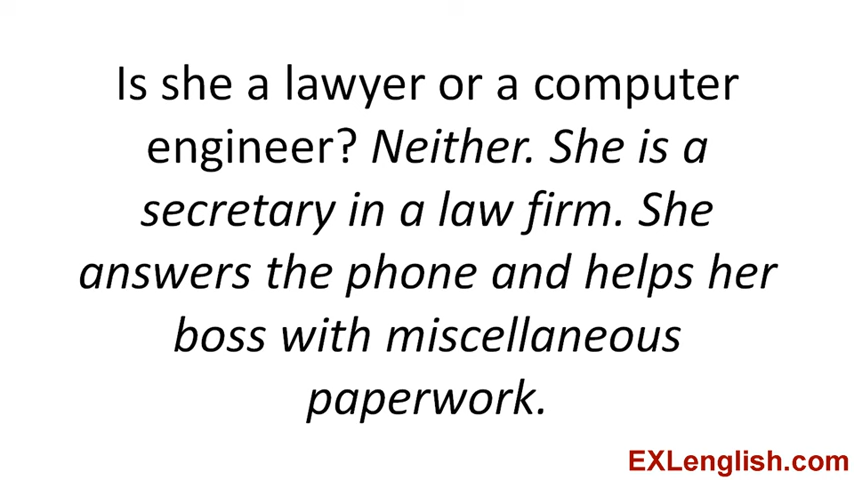 Is she a lawyer or a computer
engineer? Neither. She is a
secretary in a law firm. She
answers the phone and helps her
boss with miscellaneous
paperwork.
EXLenglish.com